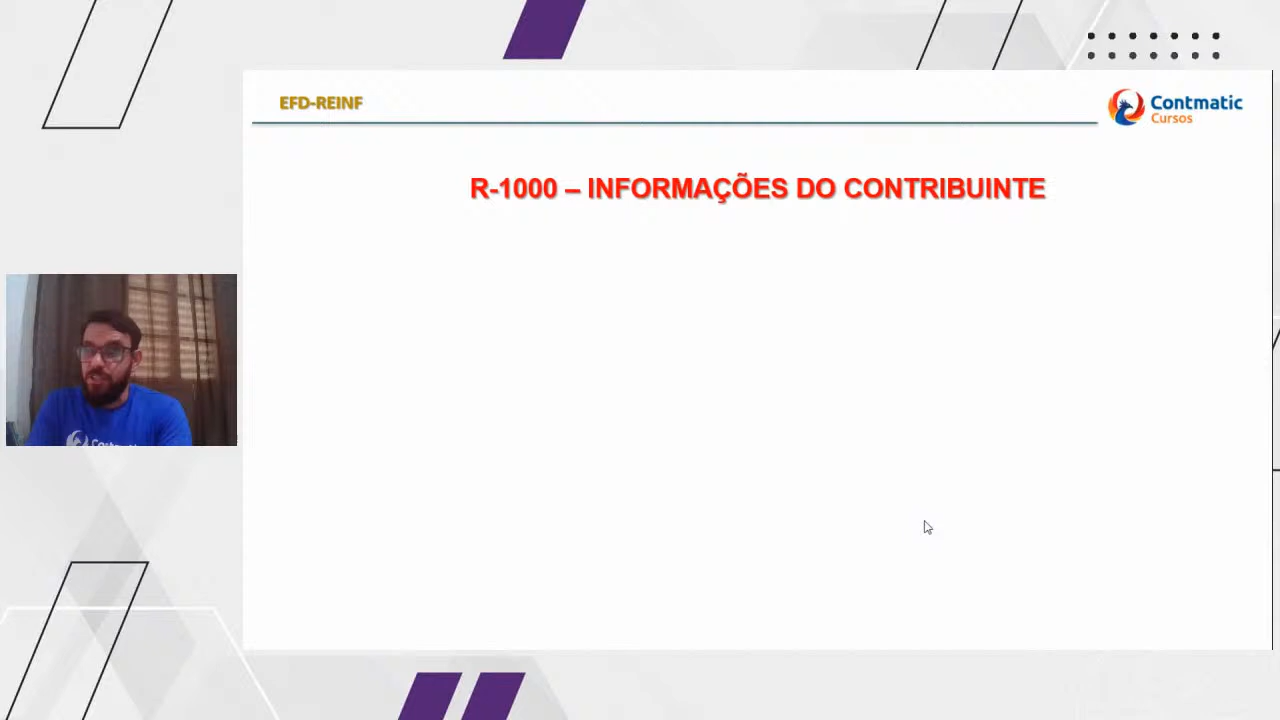 EFD-REINF
Contmatic
Cursos
R-1000 – INFORMAÇÕES DO CONTRIBUINTE